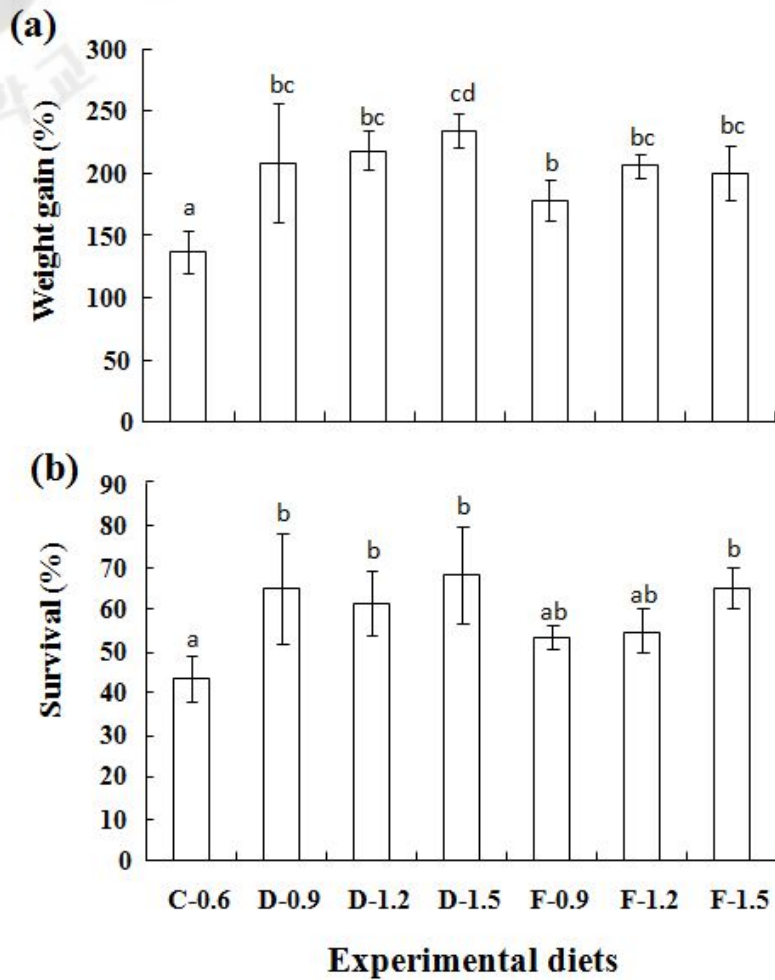 (a)
Weight gain (%)
300
250
200
150
100
50
0
a
bc
bc
cd
b
bc
bc
(b)
Survival (%)
90
80
70
60
50
40
30
20
10
0
a
b
b
b
ab
ab
b
C-0.6 D-0.9 D-1.2 D-1.5 F-0.9 F-1.2 F-1.5
Experimental diets